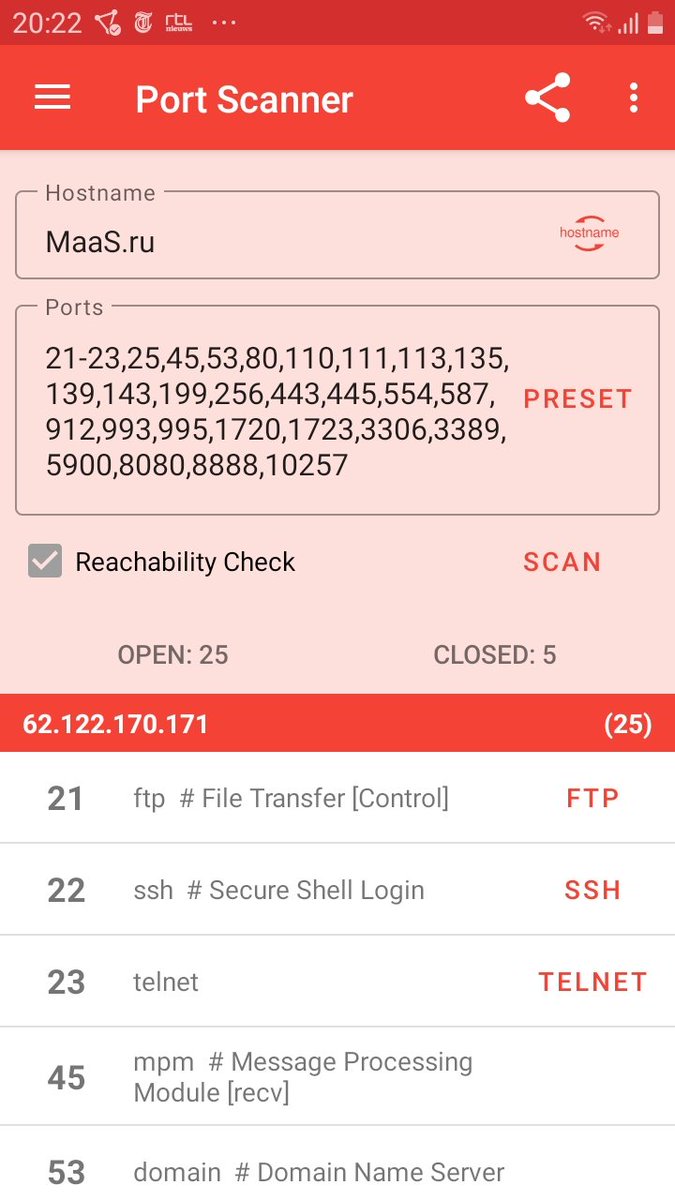 20:22 rtl nieuws ...
Port Scanner
Hostname
MaaS.ru hostname
Ports
21-23,25,45,53,80,110,111,113,135,
139,143,199,256,443,445,554,587,
912,993,995,1720,1723,3306,3389,
5900,8080,8888,10257
PRESET
Reachability Check SCAN
OPEN: 25 CLOSED: 5
62.122.170.171 (25)
21 ftp # File Transfer [Control] FTP
22 ssh # Secure Shell Login SSH
23 telnet TELNET
45 mpm # Message Processing
Module [recv]
53 domain # Domain Name Server